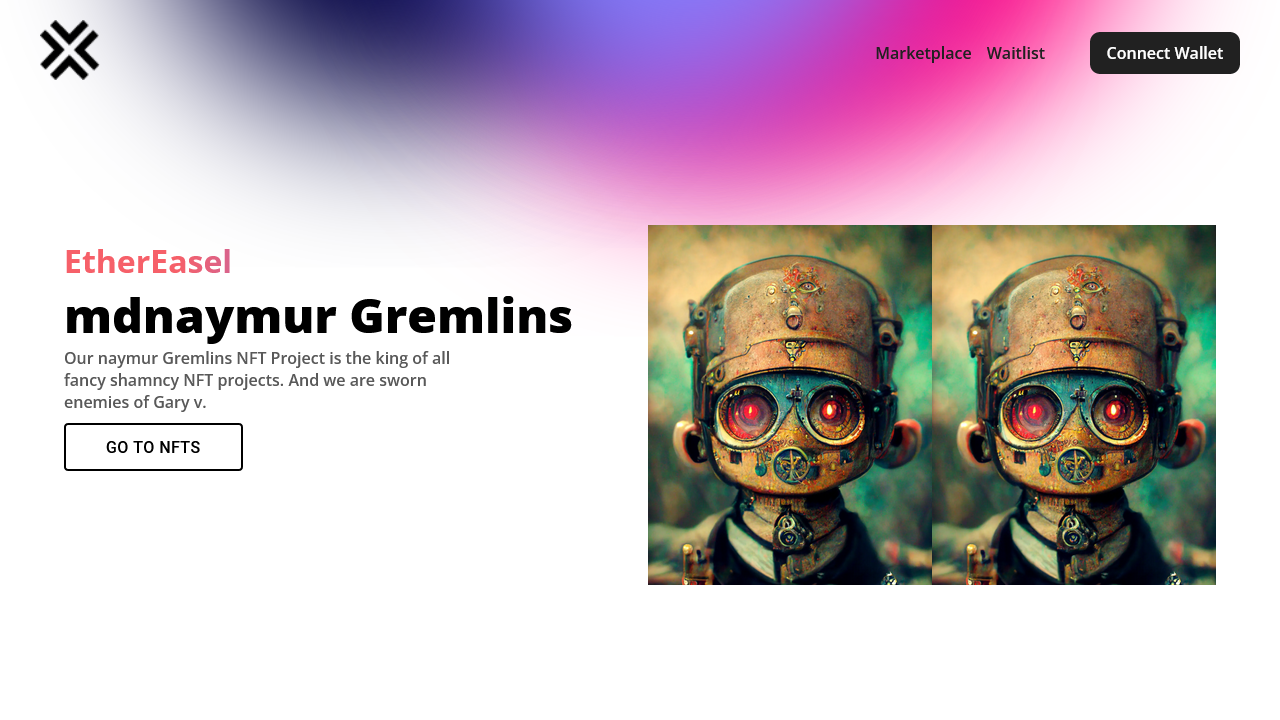 Marketplace Waitlist Connect Wallet
EtherEasel
mdnaymur Gremlins
Our naymur Gremlins NFT Project is the king of all
fancy shamncy NFT projects. And we are sworn
enemies of Gary v.
GO TO NFTS